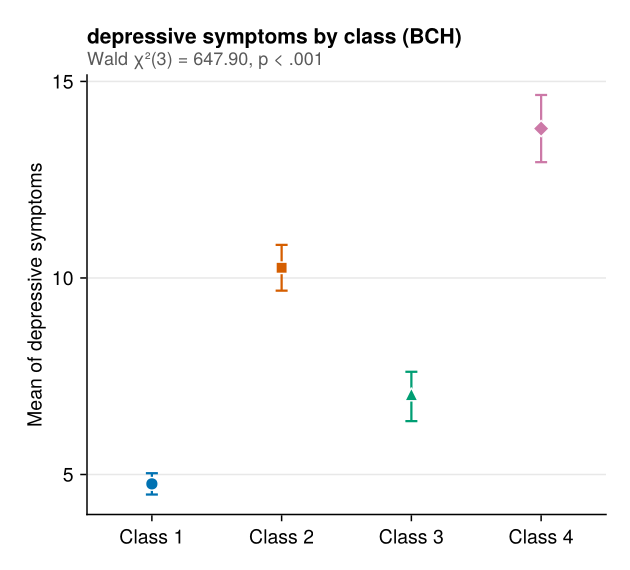 depressive symptoms by class (BCH)
Wald χ²(3) = 647.90, p < .001
Mean of depressive symptoms
15
10
5
Class 1
Class 2
Class 3
Class 4